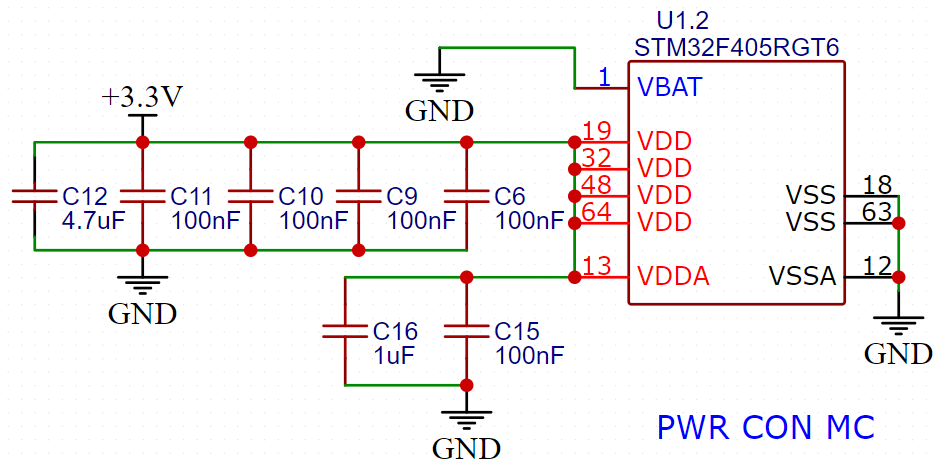 U1.2
STM32F405RGT6
1 VBAT
GND
+3.3V
19 VDD
32 VDD
48 VDD
64 VDD
13 VDDA
VSS 18
VSS 63
VSSA 12
C12
4.7uF
C11
100nF
C10
100nF
C9
100nF
C6
100nF
GND
C16
1uF
C15
100nF
GND
GND
PWR CON MC